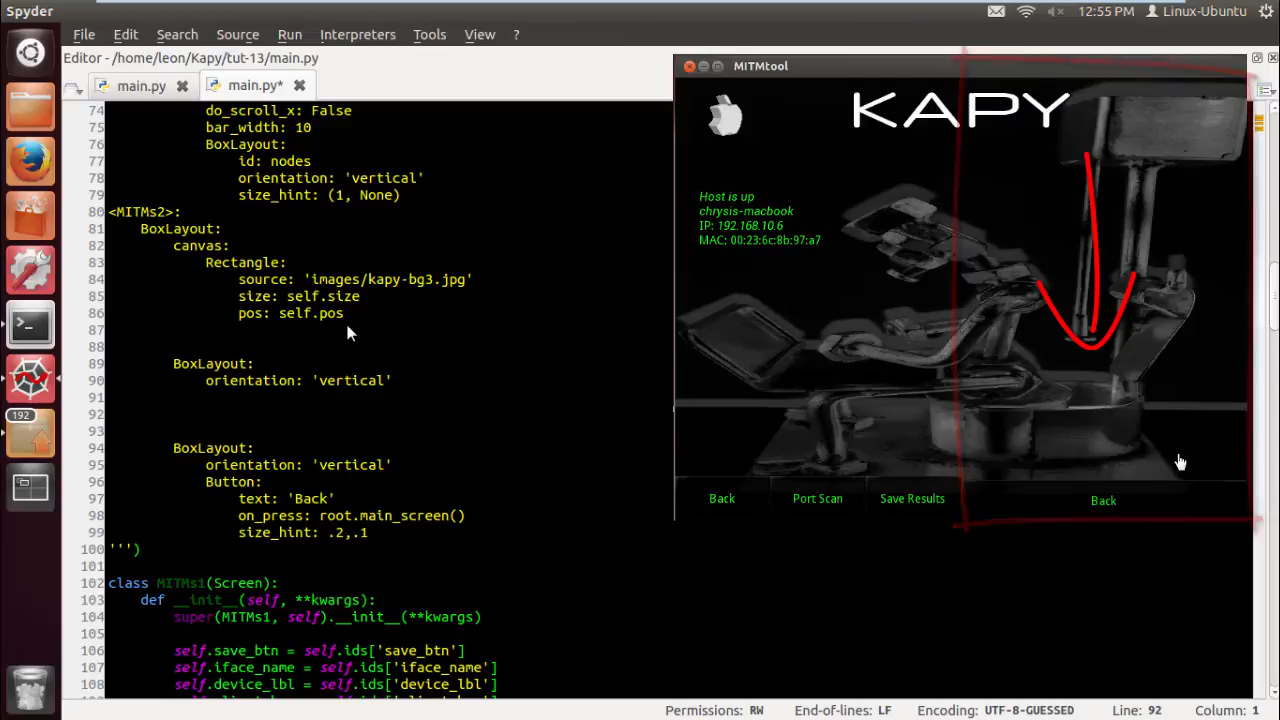 Spyder
12:55 PM
Linux-Ubuntu
File Edit Search Source Run Interpreters Tools View ?
Editor - /home/leon/Kapy/tut-13/main.py
main.py
main.py*
74 do_scroll_x: False
75 bar_width: 10
76 BoxLayout:
77 id: nodes
78 orientation: 'vertical'
79 size_hint: (1, None)
80 <MITMs2>:
81 BoxLayout:
82 canvas:
83 Rectangle:
84 source: 'images/kapy-bg3.jpg'
85 size: self.size
86 pos: self.pos
87
88
89 BoxLayout:
90 orientation: 'vertical'
91
92
93
94 BoxLayout:
95 orientation: 'vertical'
96 Button:
97 text: 'Back'
98 on_press: root.main_screen()
99 size_hint: .2,.1
100 ''')
101
102 class MITMs1(Screen):
103 def __init__(self, **kwargs):
104 super(MITMs1, self).__init__(**kwargs)
105
106 self.save_btn = self.ids['save_btn']
107 self.iface_name = self.ids['iface_name']
108 self.device_lbl = self.ids['device_lbl']
MITMtool
KAPY
Host is up
chrysis-macbook
IP: 192.168.10.6
MAC: 00:23:6c:8b:97:a7
Back
Port Scan
Save Results
Back
192
Permissions: RW End-of-lines: LF Encoding: UTF-8-GUESSED Line: 92 Column: 1